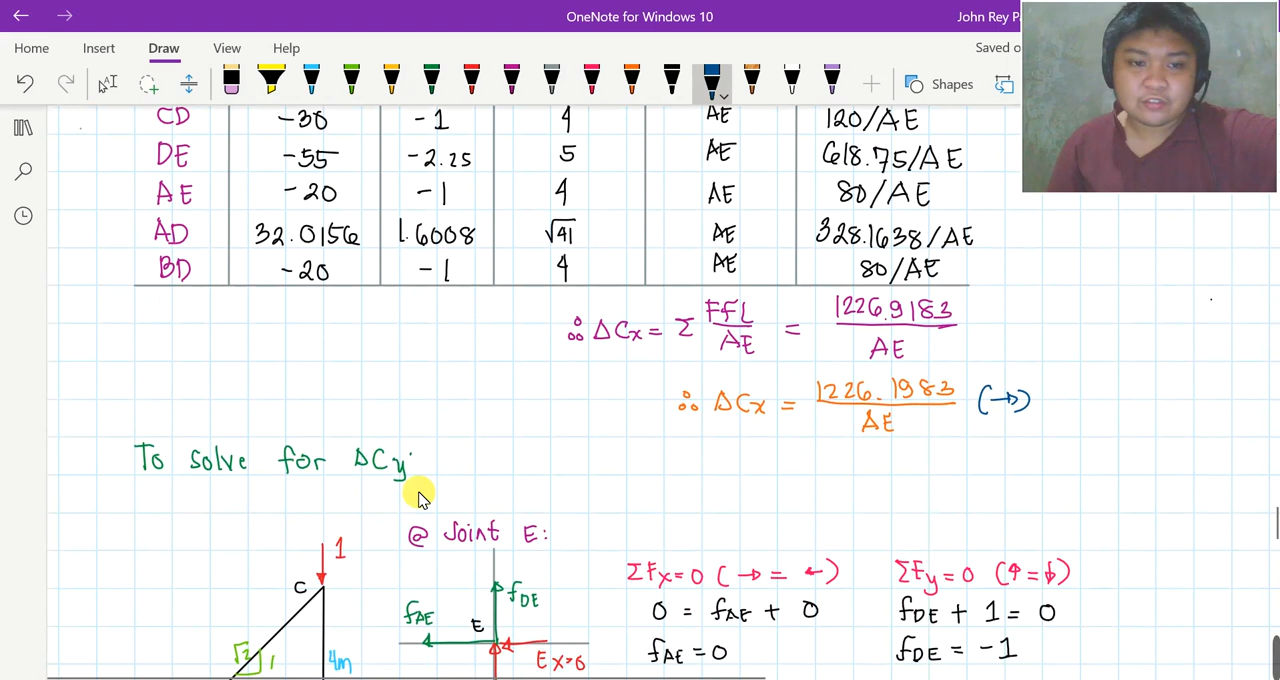 OneNote for Windows 10
John Rey P
Home Insert Draw View Help
Saved o
Shapes
CD -30 -1 4 AE 120/AE
DE -55 -2.25 5 AE 618.75/AE
AE -20 -1 4 AE 80/AE
AD 32.0156 1.6008 √41 AE 328.1638/AE
BD -20 -1 4 AE 80/AE
∴ ΔCx = Σ FfL/AE = 1226.9183/AE
∴ ΔCx = 1226.1983/AE (→)
To solve for ΔCy:
@ Joint E:
1
C
√2 1
4m
fDE
fAE
E
Ex=0
ΣFx=0 (→=←)
0 = fAE + 0
fAE = 0
ΣFy=0 (↑=↓)
fDE + 1 = 0
fDE = -1